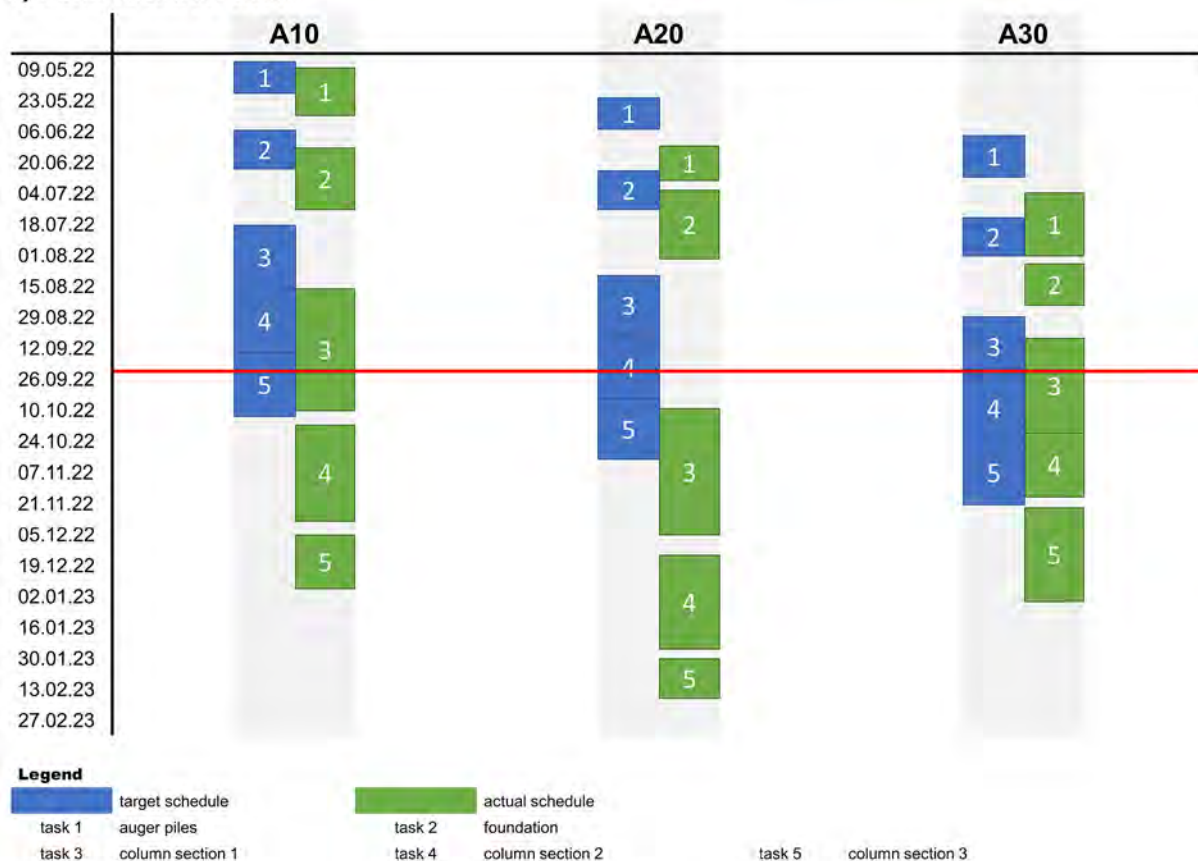 A10 A20 A30
09.05.22 1 1
23.05.22 1
06.06.22 2 1
20.06.22 2 2 1
04.07.22 2 1
18.07.22 3 2 2
01.08.22
15.08.22 4 3 2
29.08.22
12.09.22 3 4 3
26.09.22 5 3
10.10.22 5 4
24.10.22
07.11.22 4 3 5 4
21.11.22
05.12.22 5 5
19.12.22
02.01.23 4
16.01.23
30.01.23 5
13.02.23
27.02.23
Legend
target schedule actual schedule
task 1 auger piles task 2 foundation
task 3 column section 1 task 4 column section 2 task 5 column section 3